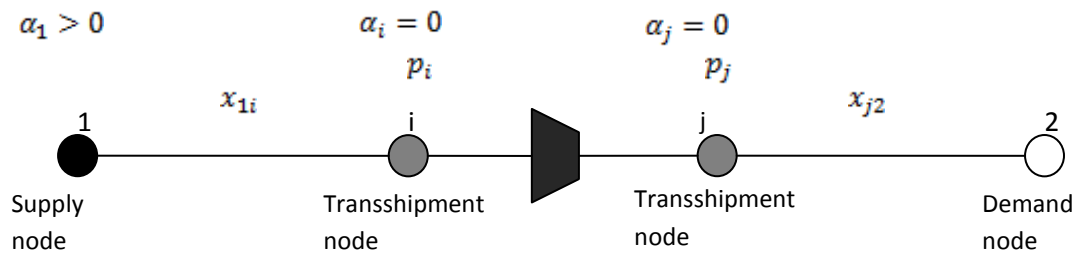 α₁ > 0 αᵢ = 0 αⱼ = 0
pᵢ pⱼ
x₁ᵢ xⱼ₂
1 i j 2
Supply node
Transshipment node
Transshipment node
Demand node